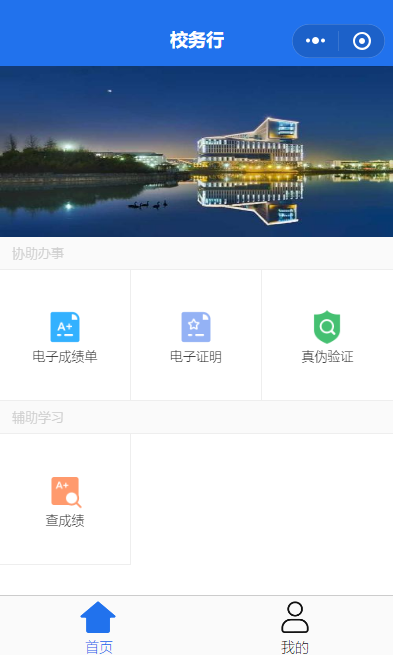 校务行
协助办事
A+
电子成绩单
电子证明
真伪验证
辅助学习
A+
查成绩
首页
我的